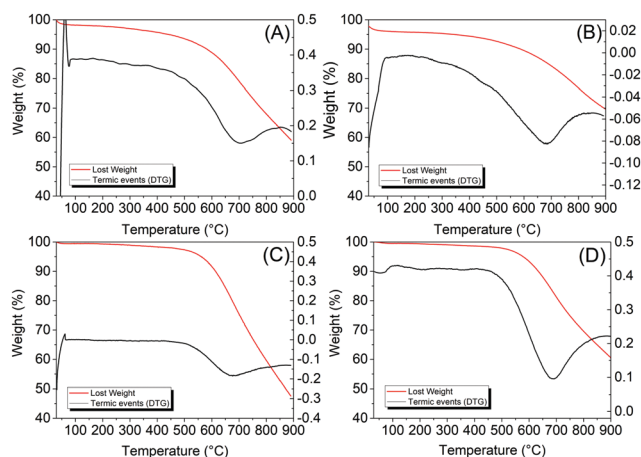 (A)
Weight (%)
100
90
80
70
60
50
40
0.5
0.4
0.3
0.2
0.1
0.0
Lost Weight
Termic events (DTG)
100 200 300 400 500 600 700 800 900
Temperature (°C)
(B)
Weight (%)
100
90
80
70
60
50
40
0.02
0.00
-0.02
-0.04
-0.06
-0.08
-0.10
-0.12
Lost Weight
Termic events (DTG)
100 200 300 400 500 600 700 800 900
Temperature (°C)
(C)
Weight (%)
100
90
80
70
60
50
40
0.5
0.4
0.3
0.2
0.1
0.0
-0.1
-0.2
-0.3
-0.4
Lost Weight
Termic events (DTG)
100 200 300 400 500 600 700 800 900
Temperature (°C)
(D)
Weight (%)
100
90
80
70
60
50
40
0.5
0.4
0.3
0.2
0.1
0.0
Lost Weight
Termic events (DTG)
100 200 300 400 500 600 700 800 900
Temperature (°C)